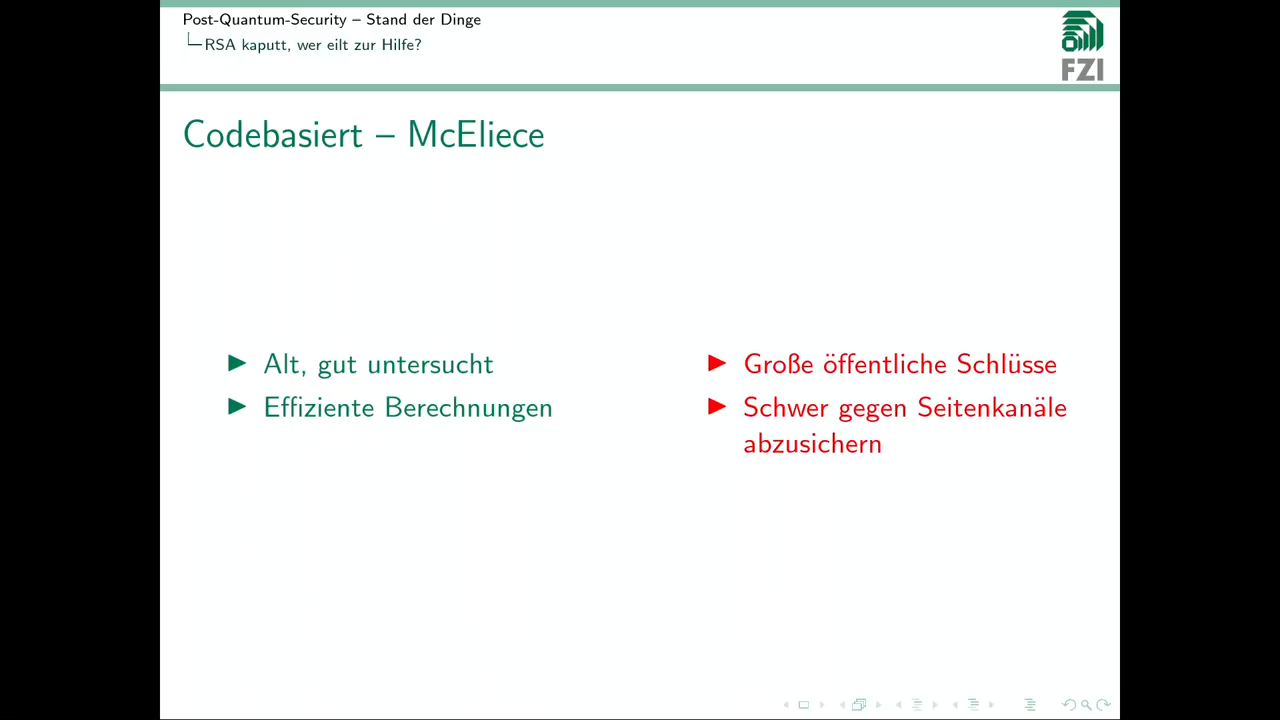 Post-Quantum-Security – Stand der Dinge
RSA kaputt, wer eilt zur Hilfe?
FZI
Codebasiert – McEliece
Alt, gut untersucht
Effiziente Berechnungen
Große öffentliche Schlüsse
Schwer gegen Seitenkanäle
abzusichern